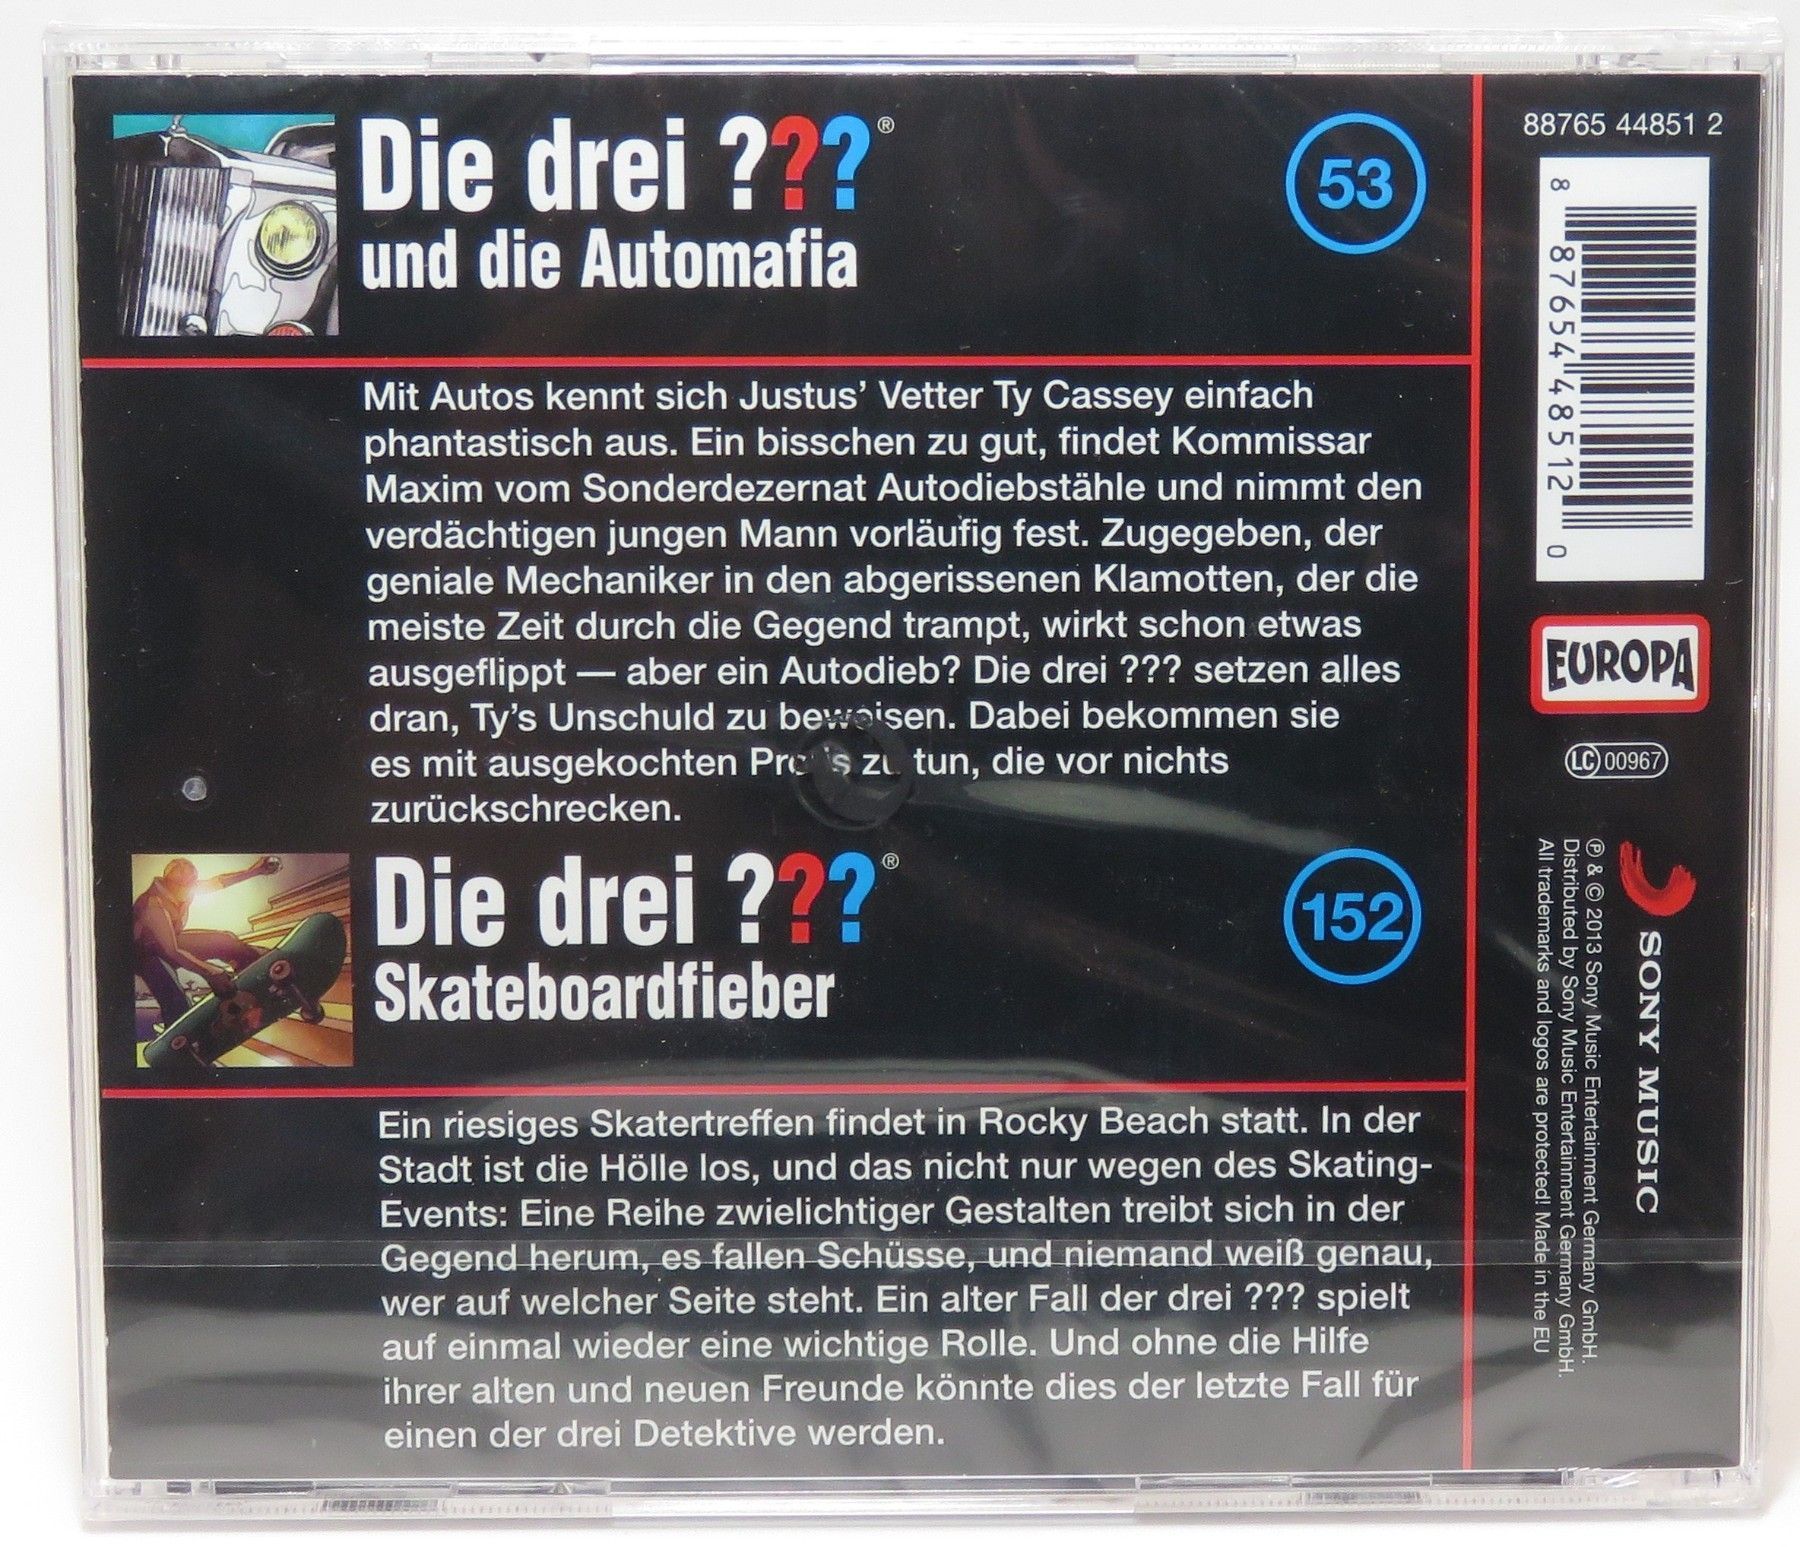 Die drei ???®
und die Automafia
53
Mit Autos kennt sich Justus’ Vetter Ty Cassey einfach
phantastisch aus. Ein bisschen zu gut, findet Kommissar
Maxim vom Sonderdezernat Autodiebstähle und nimmt den
verdächtigen jungen Mann vorläufig fest. Zugegeben, der
geniale Mechaniker in den abgerissenen Klamotten, der die
meiste Zeit durch die Gegend trampt, wirkt schon etwas
ausgeflippt — aber ein Autodieb? Die drei ??? setzen alles
dran, Ty’s Unschuld zu beweisen. Dabei bekommen sie
es mit ausgekochten Profis zu tun, die vor nichts
zurückschrecken.
Die drei ???®
Skateboardfieber
152
Ein riesiges Skatertreffen findet in Rocky Beach statt. In der
Stadt ist die Hölle los, und das nicht nur wegen des Skating-
Events: Eine Reihe zwielichtiger Gestalten treibt sich in der
Gegend herum, es fallen Schüsse, und niemand weiß genau,
wer auf welcher Seite steht. Ein alter Fall der drei ??? spielt
auf einmal wieder eine wichtige Rolle. Und ohne die Hilfe
ihrer alten und neuen Freunde könnte dies der letzte Fall für
einen der drei Detektive werden.
88765 44851 2
8 87654 48512 0
EUROPA
LC 00967
SONY MUSIC
℗ & © 2013 Sony Music Entertainment Germany GmbH.
Distributed by Sony Music Entertainment Germany GmbH.
All trademarks and logos are protected! Made in the EU